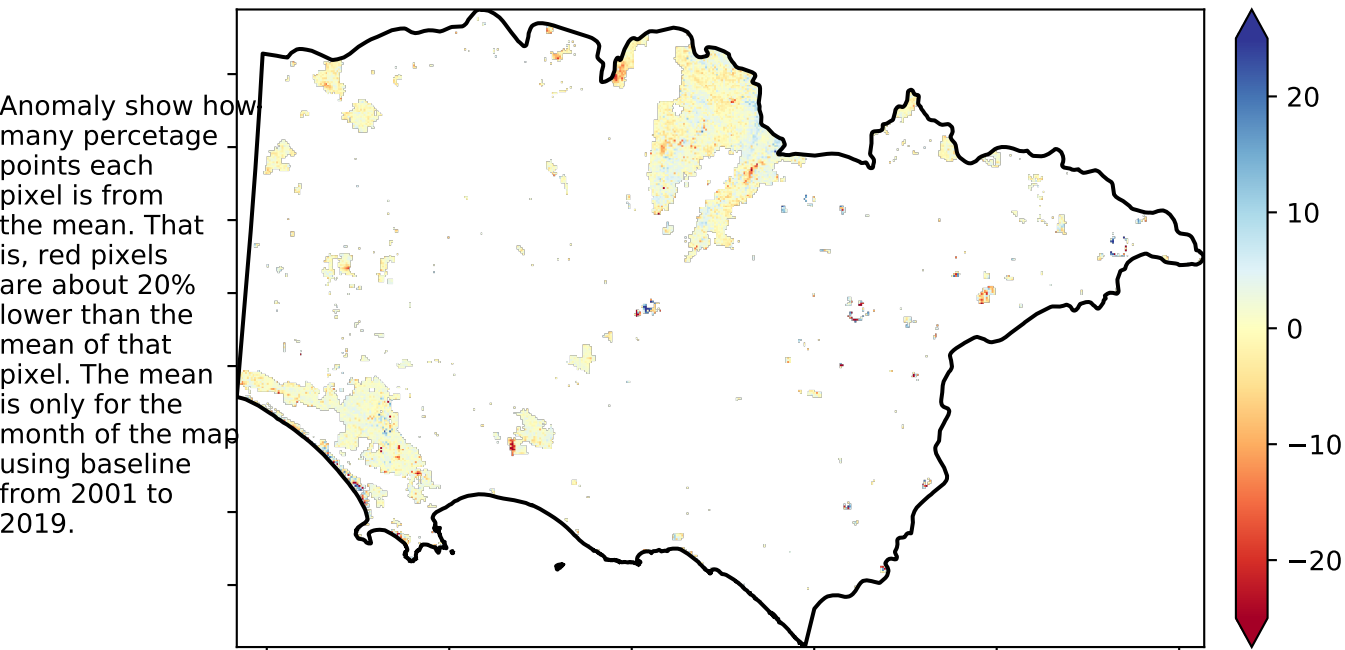 Anomaly show how
many percetage
points each
pixel is from
the mean. That
is, red pixels
are about 20%
lower than the
mean of that
pixel. The mean
is only for the
month of the map
using baseline
from 2001 to
2019.
20
10
0
−10
−20